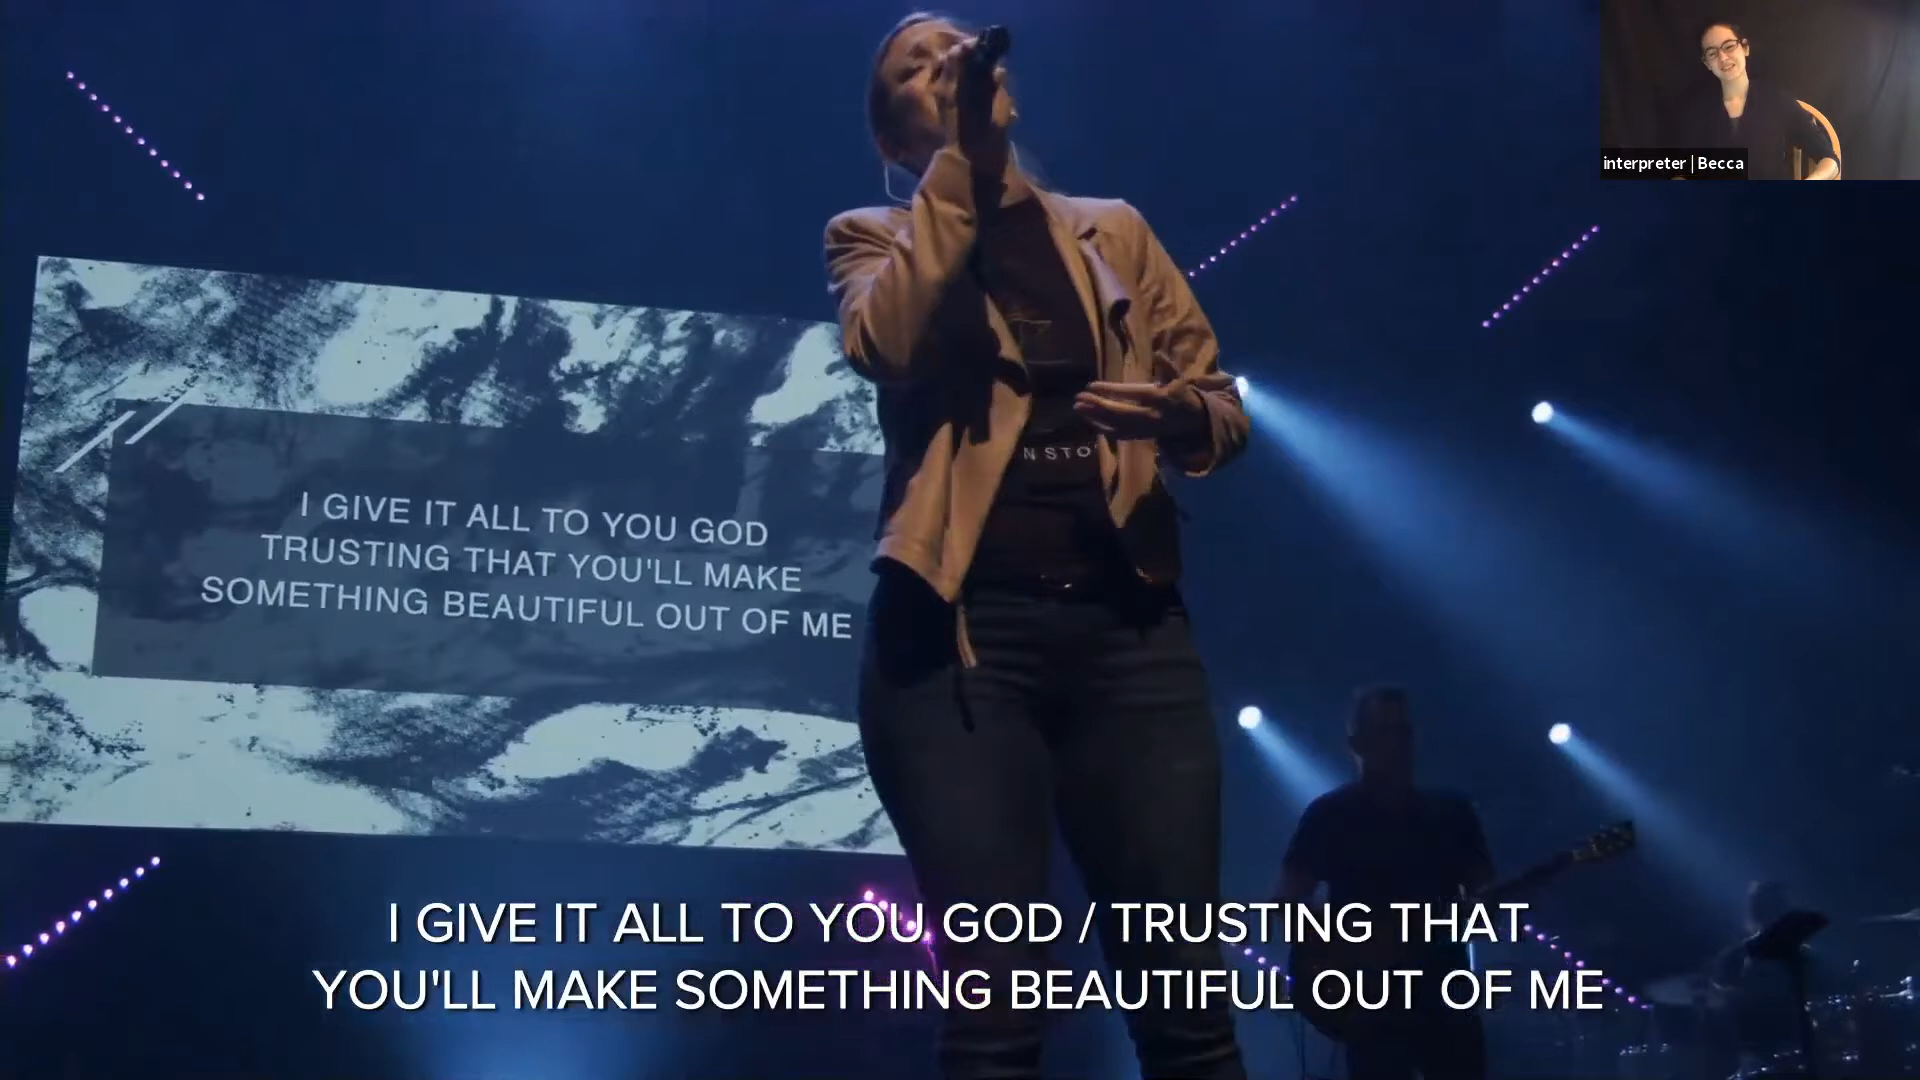 interpreter | Becca
N STO
I GIVE IT ALL TO YOU GOD
TRUSTING THAT YOU'LL MAKE
SOMETHING BEAUTIFUL OUT OF ME
I GIVE IT ALL TO YOU GOD / TRUSTING THAT
YOU'LL MAKE SOMETHING BEAUTIFUL OUT OF ME